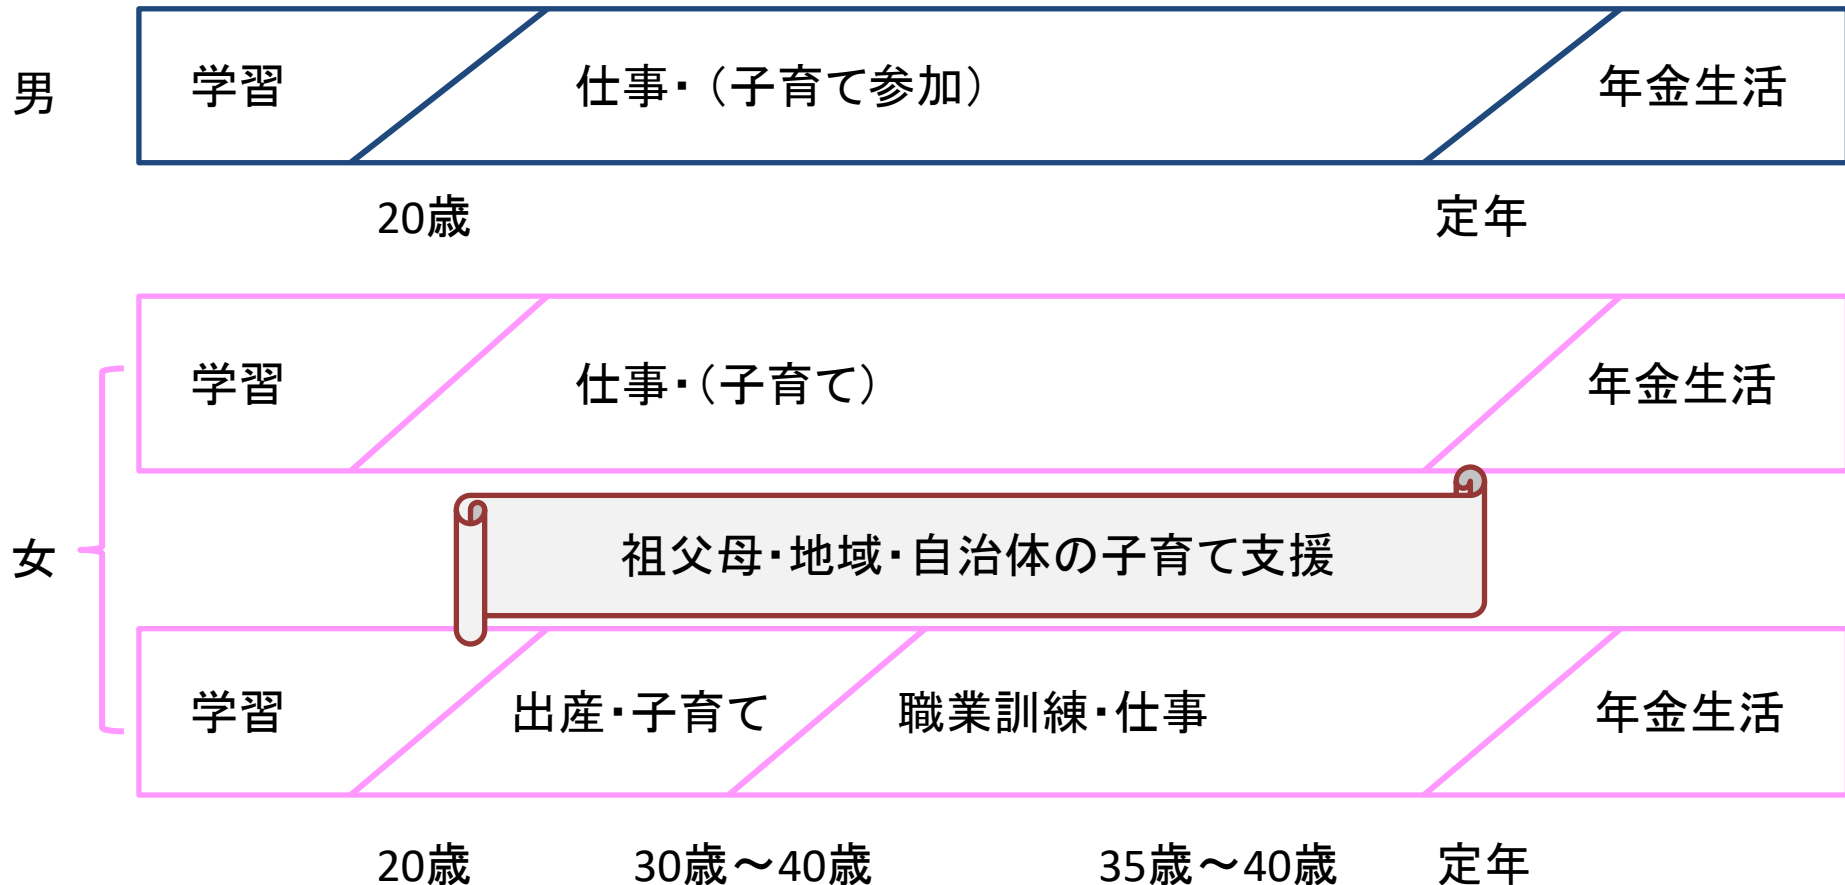 男
学習
仕事・（子育て参加）
年金生活
20歳
定年
学習
仕事・（子育て）
年金生活
女
祖父母・地域・自治体の子育て支援
学習
出産・子育て
職業訓練・仕事
年金生活
20歳
30歳～40歳
35歳～40歳
定年